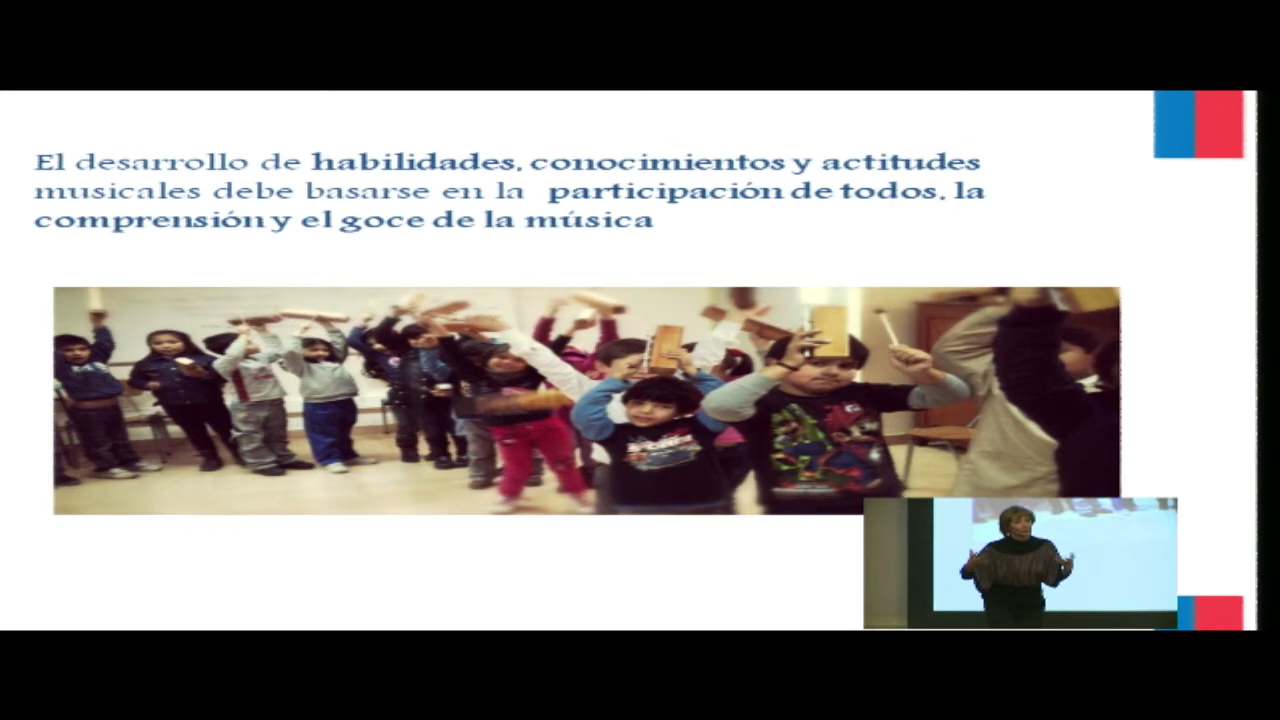 El desarrollo de habilidades, conocimientos y actitudes
musicales debe basarse en la participación de todos, la
comprensión y el goce de la música